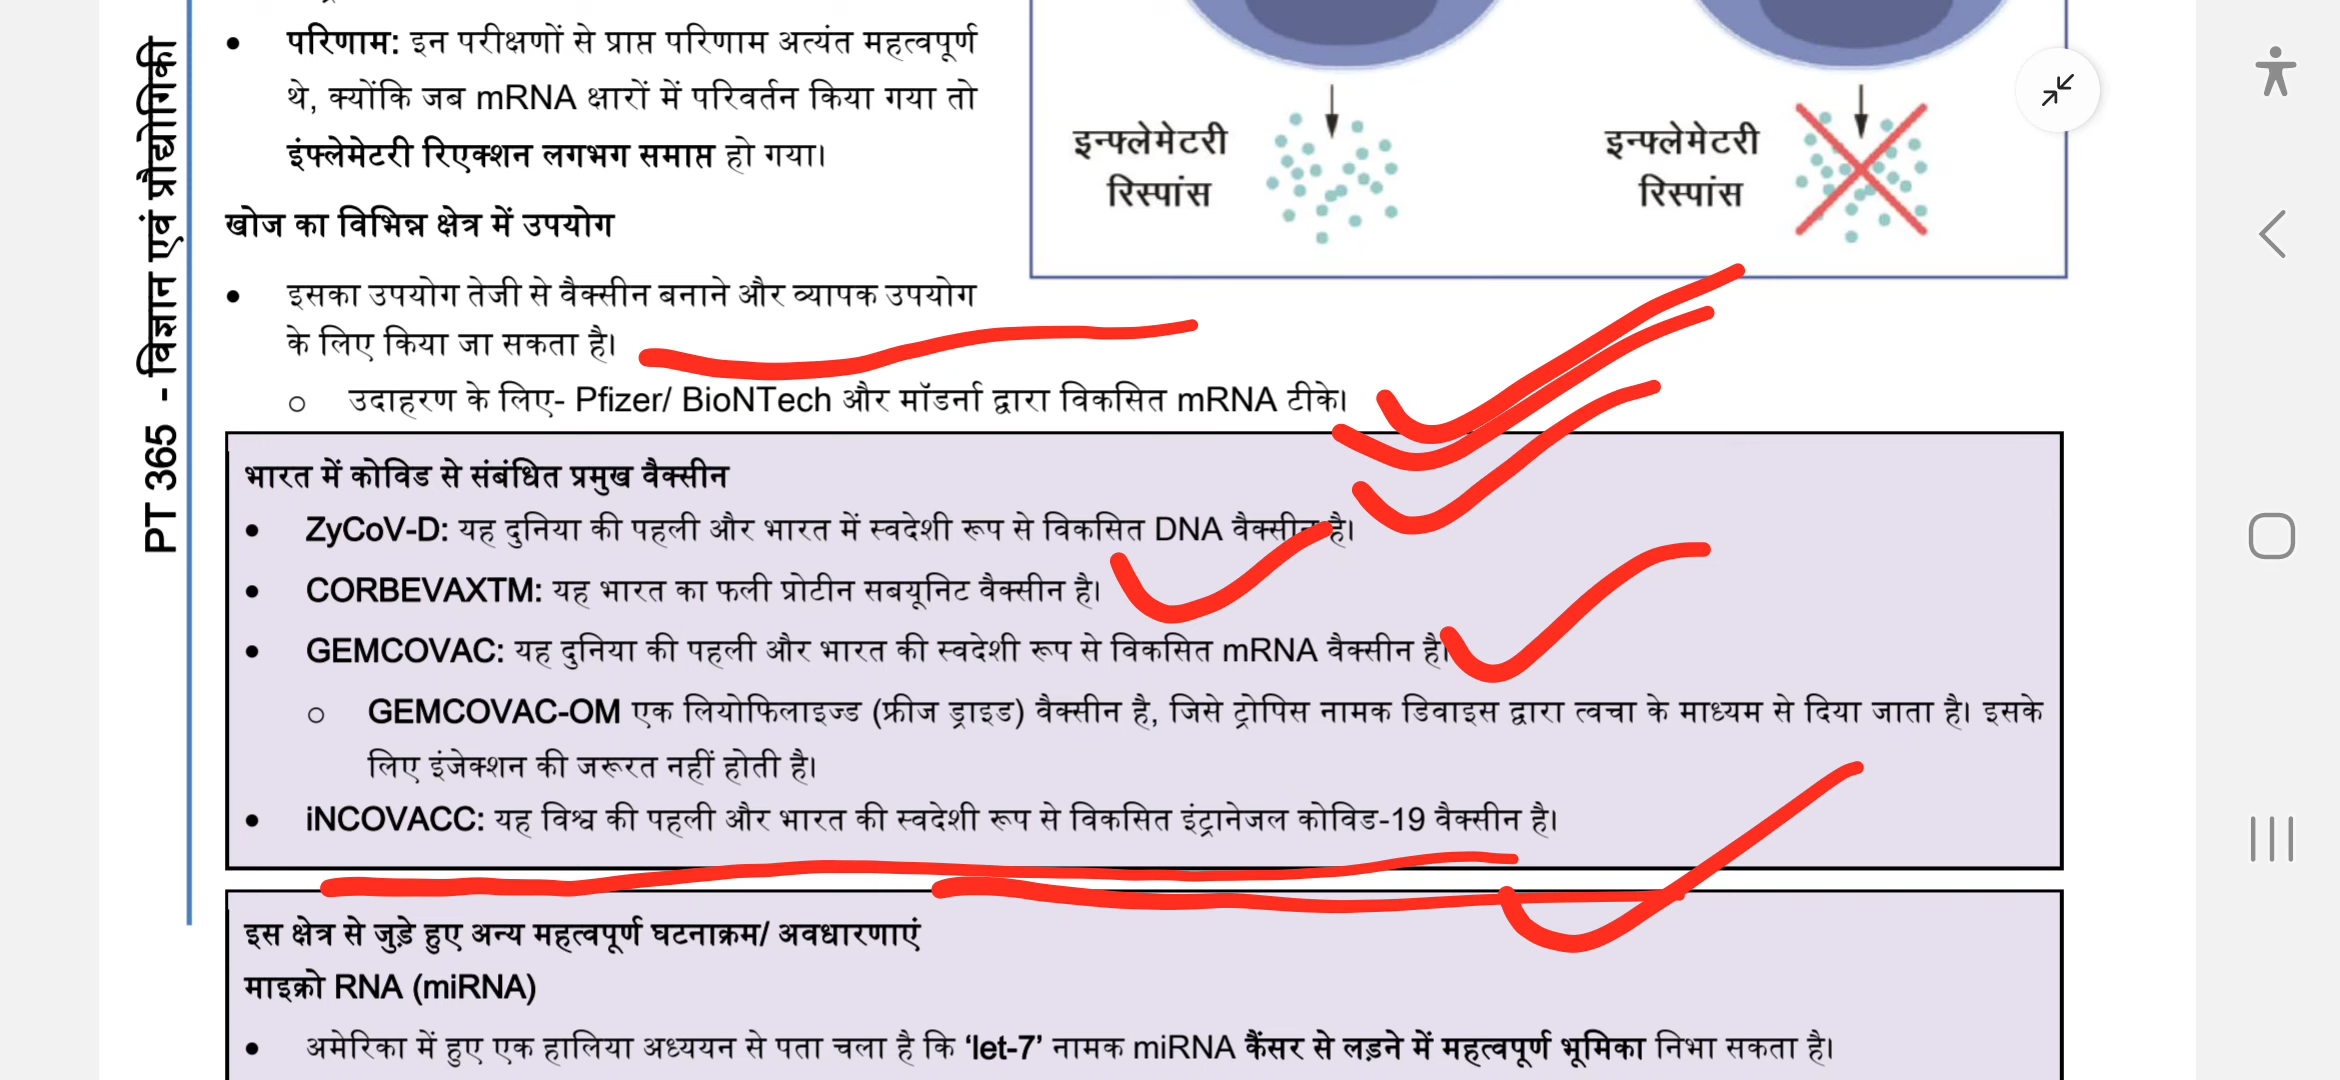 PT 365 - विज्ञान एवं प्रौद्योगिकी
• परिणाम: इन परीक्षणों से प्राप्त परिणाम अत्यंत महत्वपूर्ण
थे, क्योंकि जब mRNA क्षारों में परिवर्तन किया गया तो
इंफ्लेमेटरी रिएक्शन लगभग समाप्त हो गया।
इन्फ्लेमेटरी
रिस्पांस
इन्फ्लेमेटरी
रिस्पांस
खोज का विभिन्न क्षेत्र में उपयोग
• इसका उपयोग तेजी से वैक्सीन बनाने और व्यापक उपयोग
के लिए किया जा सकता है।
○ उदाहरण के लिए- Pfizer/ BioNTech और मॉडर्ना द्वारा विकसित mRNA टीके।
भारत में कोविड से संबंधित प्रमुख वैक्सीन
• ZyCoV-D: यह दुनिया की पहली और भारत में स्वदेशी रूप से विकसित DNA वैक्सीन है।
• CORBEVAXTM: यह भारत का फली प्रोटीन सबयूनिट वैक्सीन है।
• GEMCOVAC: यह दुनिया की पहली और भारत की स्वदेशी रूप से विकसित mRNA वैक्सीन है।
○ GEMCOVAC-OM एक लियोफिलाइज्ड (फ्रीज ड्राइड) वैक्सीन है, जिसे ट्रोपिस नामक डिवाइस द्वारा त्वचा के माध्यम से दिया जाता है। इसके
लिए इंजेक्शन की जरूरत नहीं होती है।
• iNCOVACC: यह विश्व की पहली और भारत की स्वदेशी रूप से विकसित इंट्रानेजल कोविड-19 वैक्सीन है।
इस क्षेत्र से जुड़े हुए अन्य महत्वपूर्ण घटनाक्रम/ अवधारणाएं
माइक्रो RNA (miRNA)
• अमेरिका में हुए एक हालिया अध्ययन से पता चला है कि ‘let-7’ नामक miRNA कैंसर से लड़ने में महत्वपूर्ण भूमिका निभा सकता है।